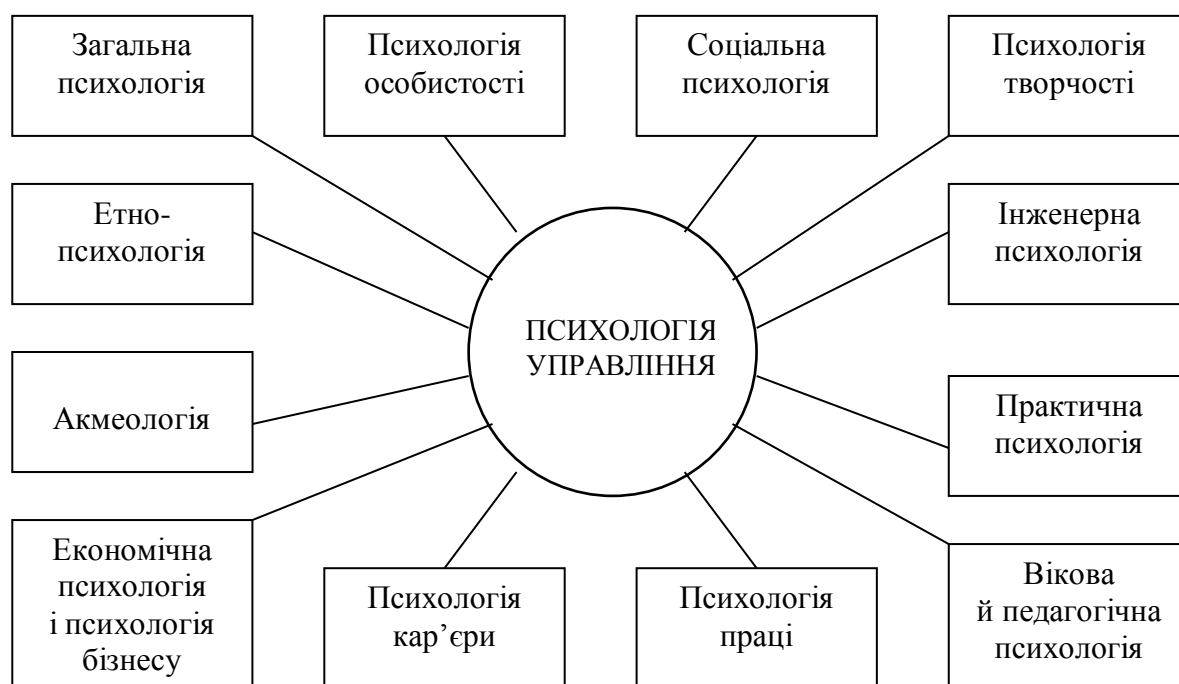 Загальна
психологія
Психологія
особистості
Соціальна
психологія
Психологія
творчості
Етно-
психологія
Інженерна
психологія
ПСИХОЛОГІЯ
УПРАВЛІННЯ
Акмеологія
Практична
психологія
Економічна
психологія
і психологія
бізнесу
Психологія
кар’єри
Психологія
праці
Вікова
й педагогічна
психологія